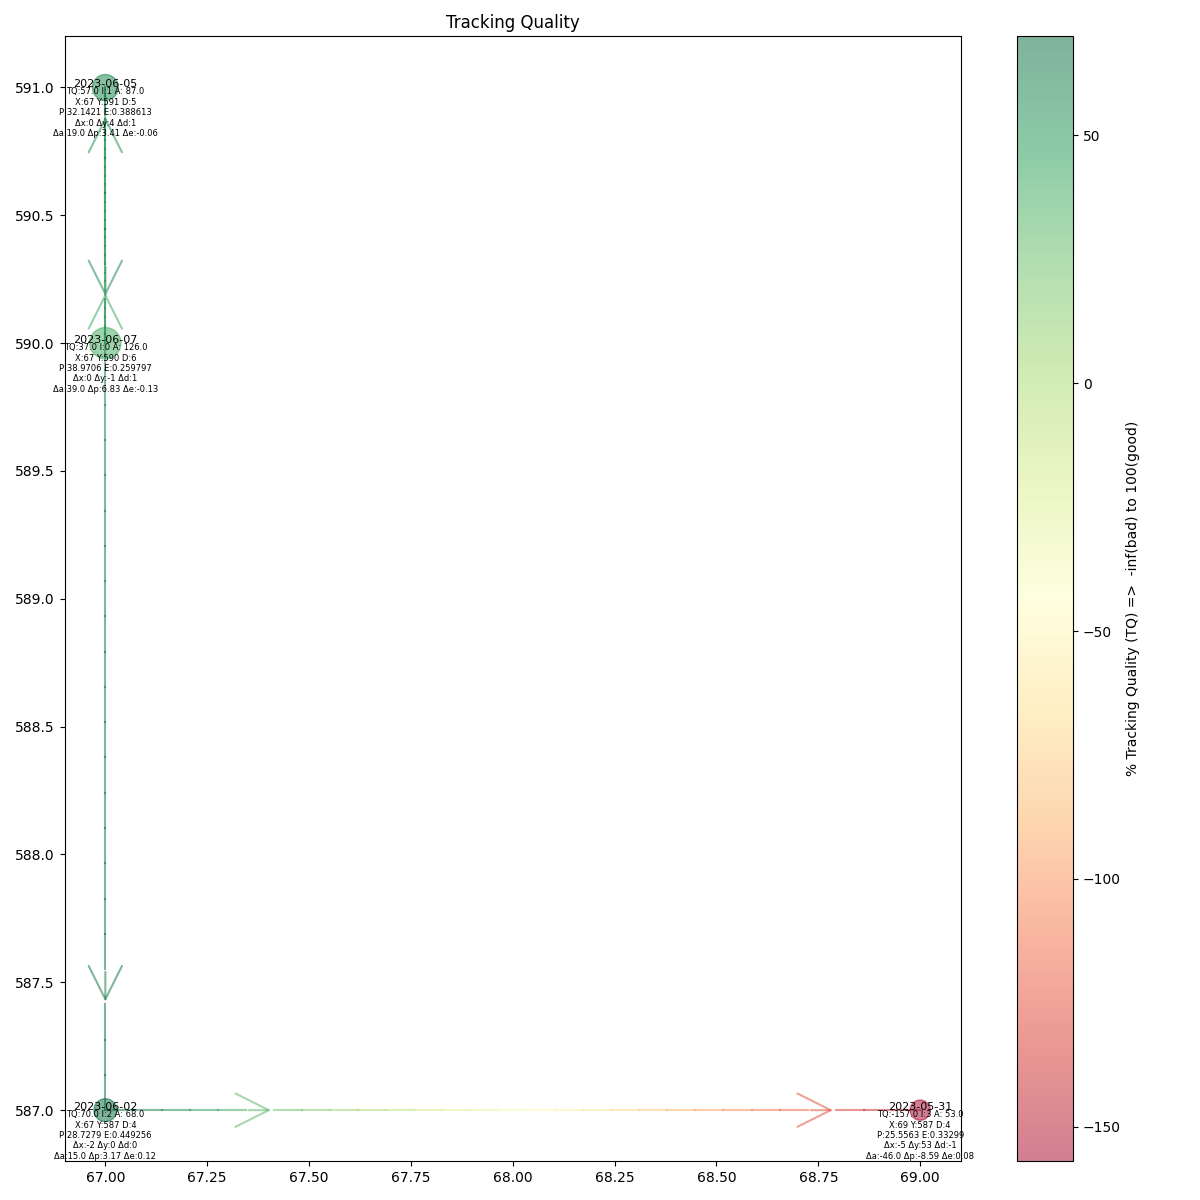 Tracking Quality
591.0
590.5
590.0
589.5
589.0
588.5
588.0
587.5
587.0
2023-06-05
TQ:57.0 I:1 A: 87.0
X:67 Y:591 D:5
P:32.1421 E:0.388613
Δx:0 Δy:4 Δd:1
Δa:19.0 Δp:3.41 Δe:-0.06
2023-06-07
TQ:37.0 I:0 A: 126.0
X:67 Y:590 D:6
P:38.9706 E:0.259797
Δx:0 Δy:-1 Δd:1
Δa:39.0 Δp:6.83 Δe:-0.13
2023-06-02
TQ:70.0 I:2 A: 68.0
X:67 Y:587 D:4
P:28.7279 E:0.449256
Δx:-2 Δy:0 Δd:0
Δa:15.0 Δp:3.17 Δe:0.12
2023-05-31
TQ:-157.0 I:3 A: 53.0
X:69 Y:587 D:4
P:25.5563 E:0.33299
Δx:-5 Δy:53 Δd:-1
Δa:-46.0 Δp:-8.59 Δe:0.08
67.00 67.25 67.50 67.75 68.00 68.25 68.50 68.75 69.00
50
0
−50
−100
−150
% Tracking Quality (TQ) => -inf(bad) to 100(good)